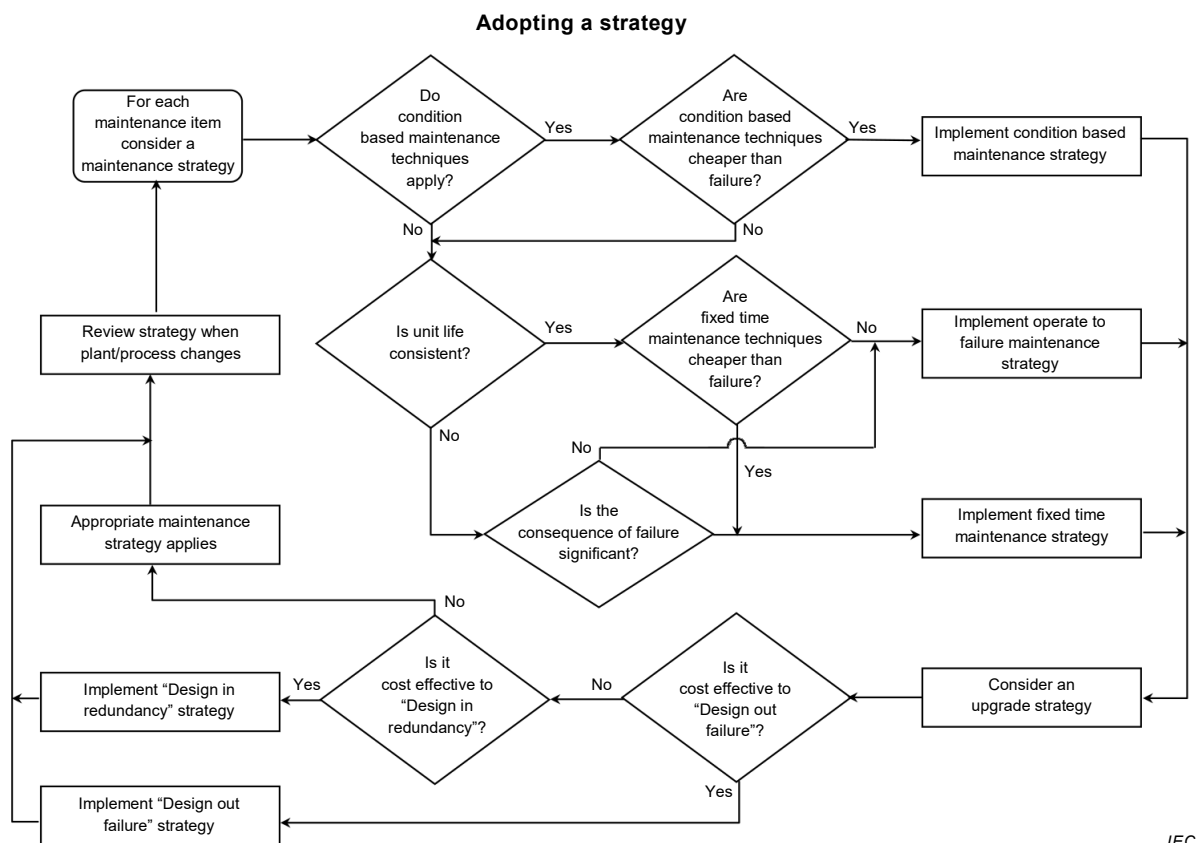 Adopting a strategy
For each
maintenance item
consider a
maintenance strategy
Do
condition
based maintenance
techniques
apply?
Yes
Are
condition based
maintenance techniques
cheaper than
failure?
Yes
Implement condition based
maintenance strategy
No
No
Review strategy when
plant/process changes
Is unit life
consistent?
Yes
Are
fixed time
maintenance techniques
cheaper than
failure?
No
Implement operate to
failure maintenance
strategy
No
No
Yes
Appropriate maintenance
strategy applies
Is the
consequence of failure
significant?
Implement fixed time
maintenance strategy
No
Implement “Design in
redundancy” strategy
Yes
Is it
cost effective to
“Design in
redundancy”?
No
Is it
cost effective to
“Design out
failure”?
Consider an
upgrade strategy
Yes
Implement “Design out
failure” strategy
IEC